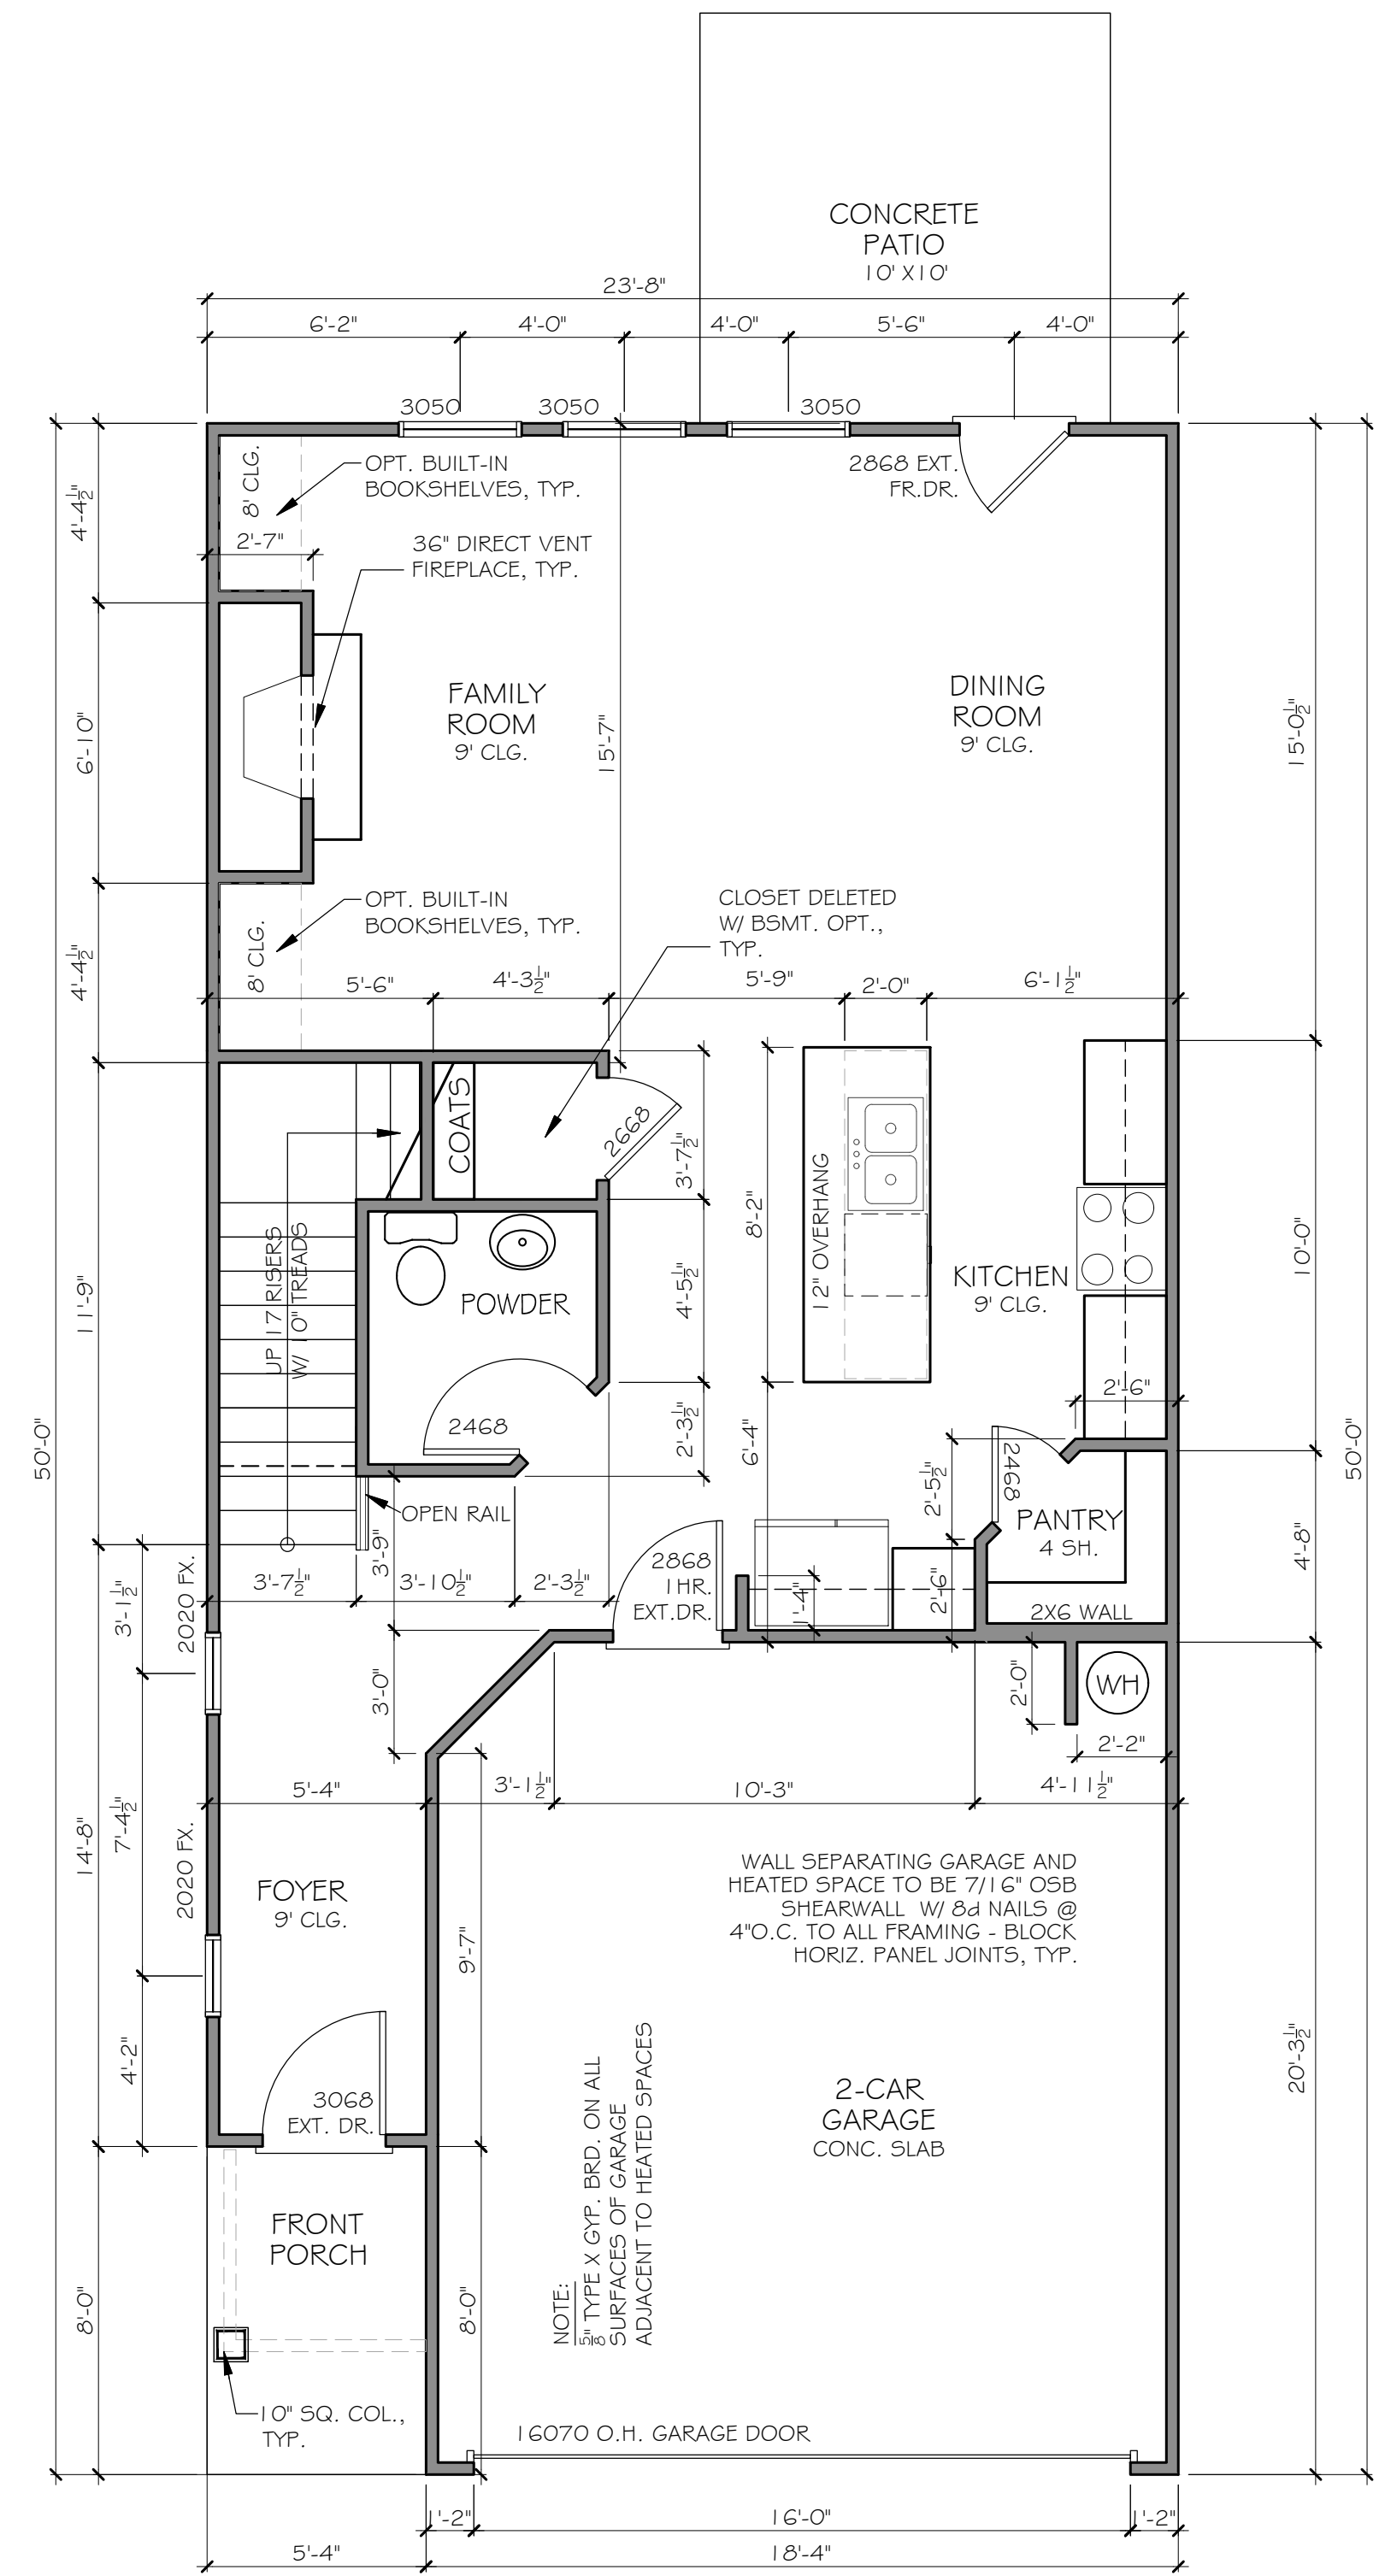 CONCRETE
PATIO
10' X10'
23'-8"
6'-2"
4'-0"
4'-0"
5'-6"
4'-0"
3050
3050
3050
8' CLG.
OPT. BUILT-IN
BOOKSHELVES, TYP.
2868 EXT.
FR.DR.
4'-4½"
2'-7"
36" DIRECT VENT
FIREPLACE, TYP.
FAMILY
ROOM
9' CLG.
DINING
ROOM
9' CLG.
6'-10"
15'-7"
15'-0½"
OPT. BUILT-IN
BOOKSHELVES, TYP.
8' CLG.
4'-4½"
CLOSET DELETED
W/ BSMT. OPT.,
TYP.
5'-6"
4'-3½"
5'-9"
2'-0"
6'-1½"
COATS
2668
3'-7½"
8'-2"
12" OVERHANG
10'-0"
UP 17 RISERS
W/ 10" TREADS
11'-9"
POWDER
4'-5½"
KITCHEN
9' CLG.
2'-6"
2468
2'-3½"
6'-4"
2'-5½"
2468
50'-0"
50'-0"
OPEN RAIL
PANTRY
4 SH.
4'-8"
3'-9"
2868
1HR.
EXT.DR.
3'-7½"
3'-10½"
2'-3½"
1'-4"
2'-6"
2X6 WALL
3'-1½"
2020 FX.
3'-0"
2'-0"
WH
2'-2"
5'-4"
3'-1½"
10'-3"
4'-11½"
7'-4½"
14'-8"
2020 FX.
FOYER
9' CLG.
9'-7"
WALL SEPARATING GARAGE AND
HEATED SPACE TO BE 7/16" OSB
SHEARWALL W/ 8d NAILS @
4"O.C. TO ALL FRAMING - BLOCK
HORIZ. PANEL JOINTS, TYP.
4'-2"
3068
EXT. DR.
20'-3½"
2-CAR
GARAGE
CONC. SLAB
NOTE:
⅝" TYPE X GYP. BRD. ON ALL
SURFACES OF GARAGE
ADJACENT TO HEATED SPACES
FRONT
PORCH
8'-0"
8'-0"
10" SQ. COL.,
TYP.
16070 O.H. GARAGE DOOR
1'-2"
16'-0"
1'-2"
5'-4"
18'-4"